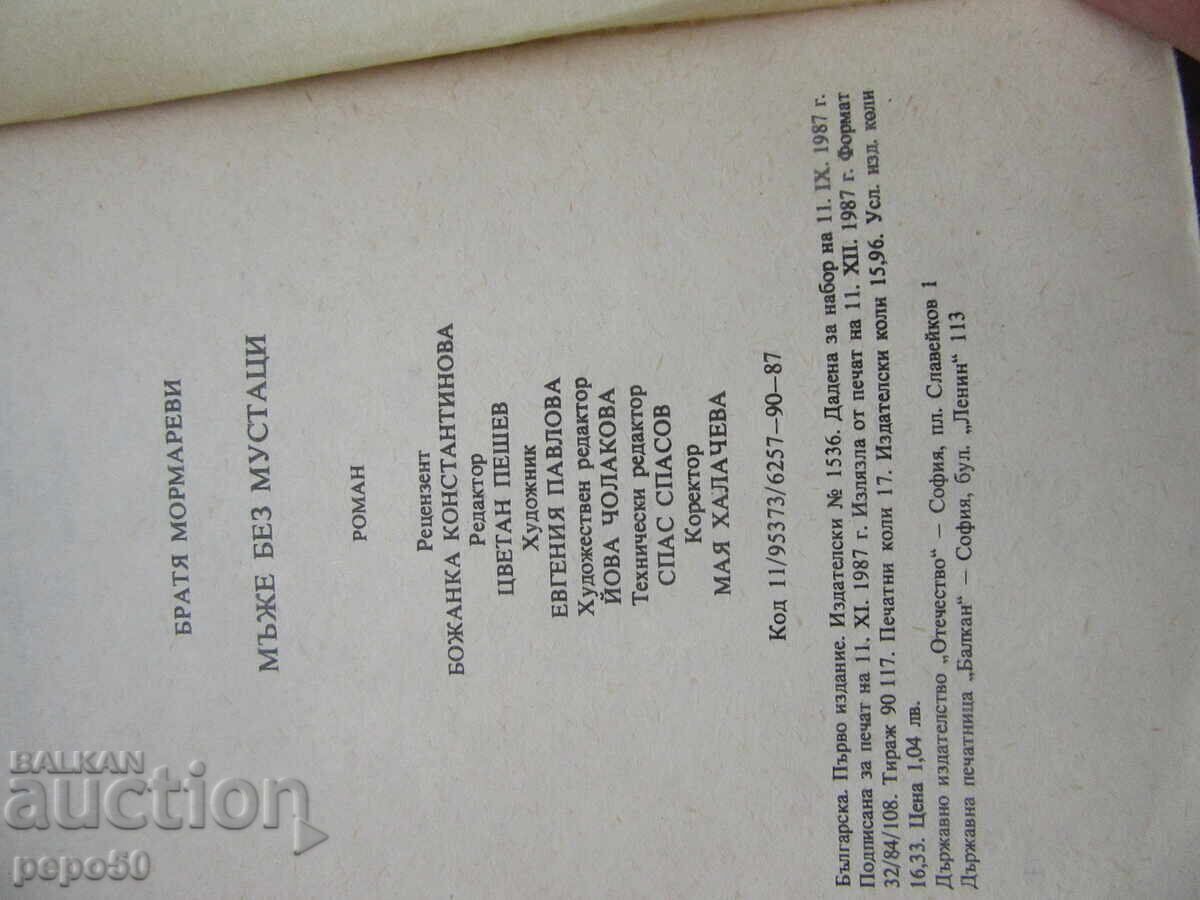 БРАТЯ МОРМАРЕВИ
МЪЖЕ БЕЗ МУСТАЦИ
РОМАН
Рецензент
БОЖАНКА КОНСТАНТИНОВА
Редактор
ЦВЕТАН ПЕШЕВ
Художник
ЕВГЕНИЯ ПАВЛОВА
Художествен редактор
ЙОВА ЧОЛАКОВА
Технически редактор
СПАС СПАСОВ
Коректор
МАЯ ХАЛАЧЕВА
Код 11/95373/6257–90–87
Българска. Първо издание. Издателски № 1536. Дадена за набор на 11. IX. 1987 г.
Подписана за печат на 11. XI. 1987 г. Излязла от печат на 11. XII. 1987 г. Формат
32/84/108. Тираж 90 117. Печатни коли 17. Издателски коли 15,96. Усл. изд. коли
16,33. Цена 1,04 лв.
Държавно издателство „Отечество“ – София, пл. Славейков 1
Държавна печатница „Балкан“ – София, бул. „Ленин“ 113
BALKAN
auction
pepo50